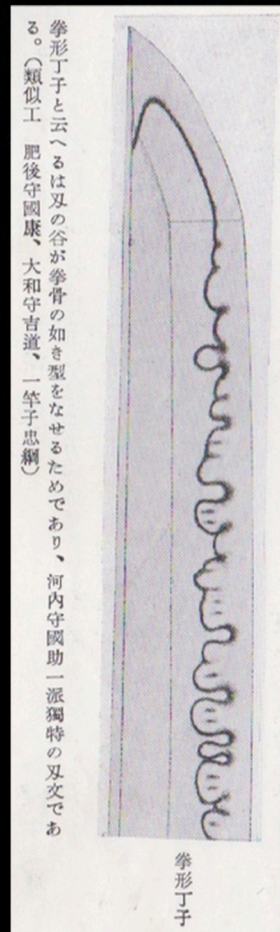 拳形丁子
拳形丁子と云へるは刄の谷が拳骨の如き型をなせるためであり、河内守國助一派獨特の刄文であ
る。(類似工　肥後守國康、大和守吉道、一竿子忠綱)